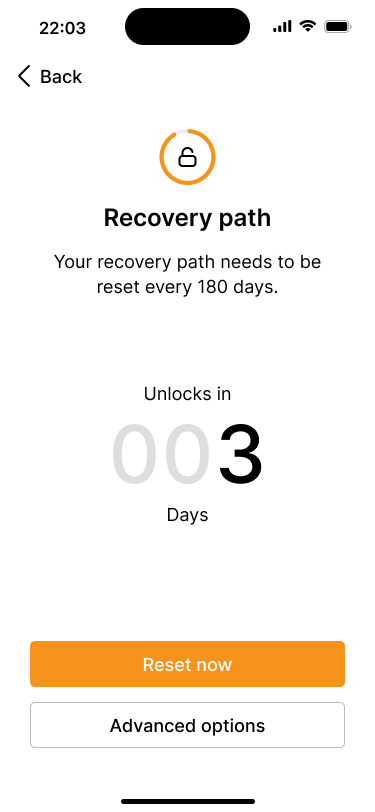 22:03
Back
Recovery path
Your recovery path needs to be
reset every 180 days.
Unlocks in
003
Days
Reset now
Advanced options